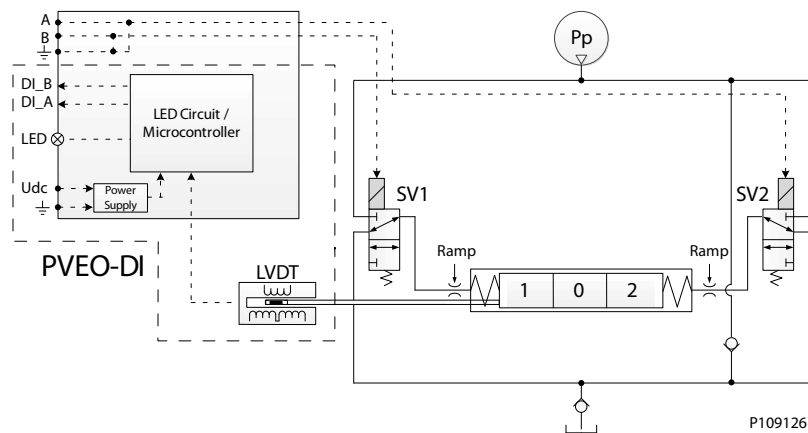 A
B
Pp
DI_B
DI_A
LED Circuit /
Microcontroller
LED
Udc
Power
Supply
SV1
SV2
PVEO-DI
LVDT
Ramp
Ramp
1 0 2
P109126